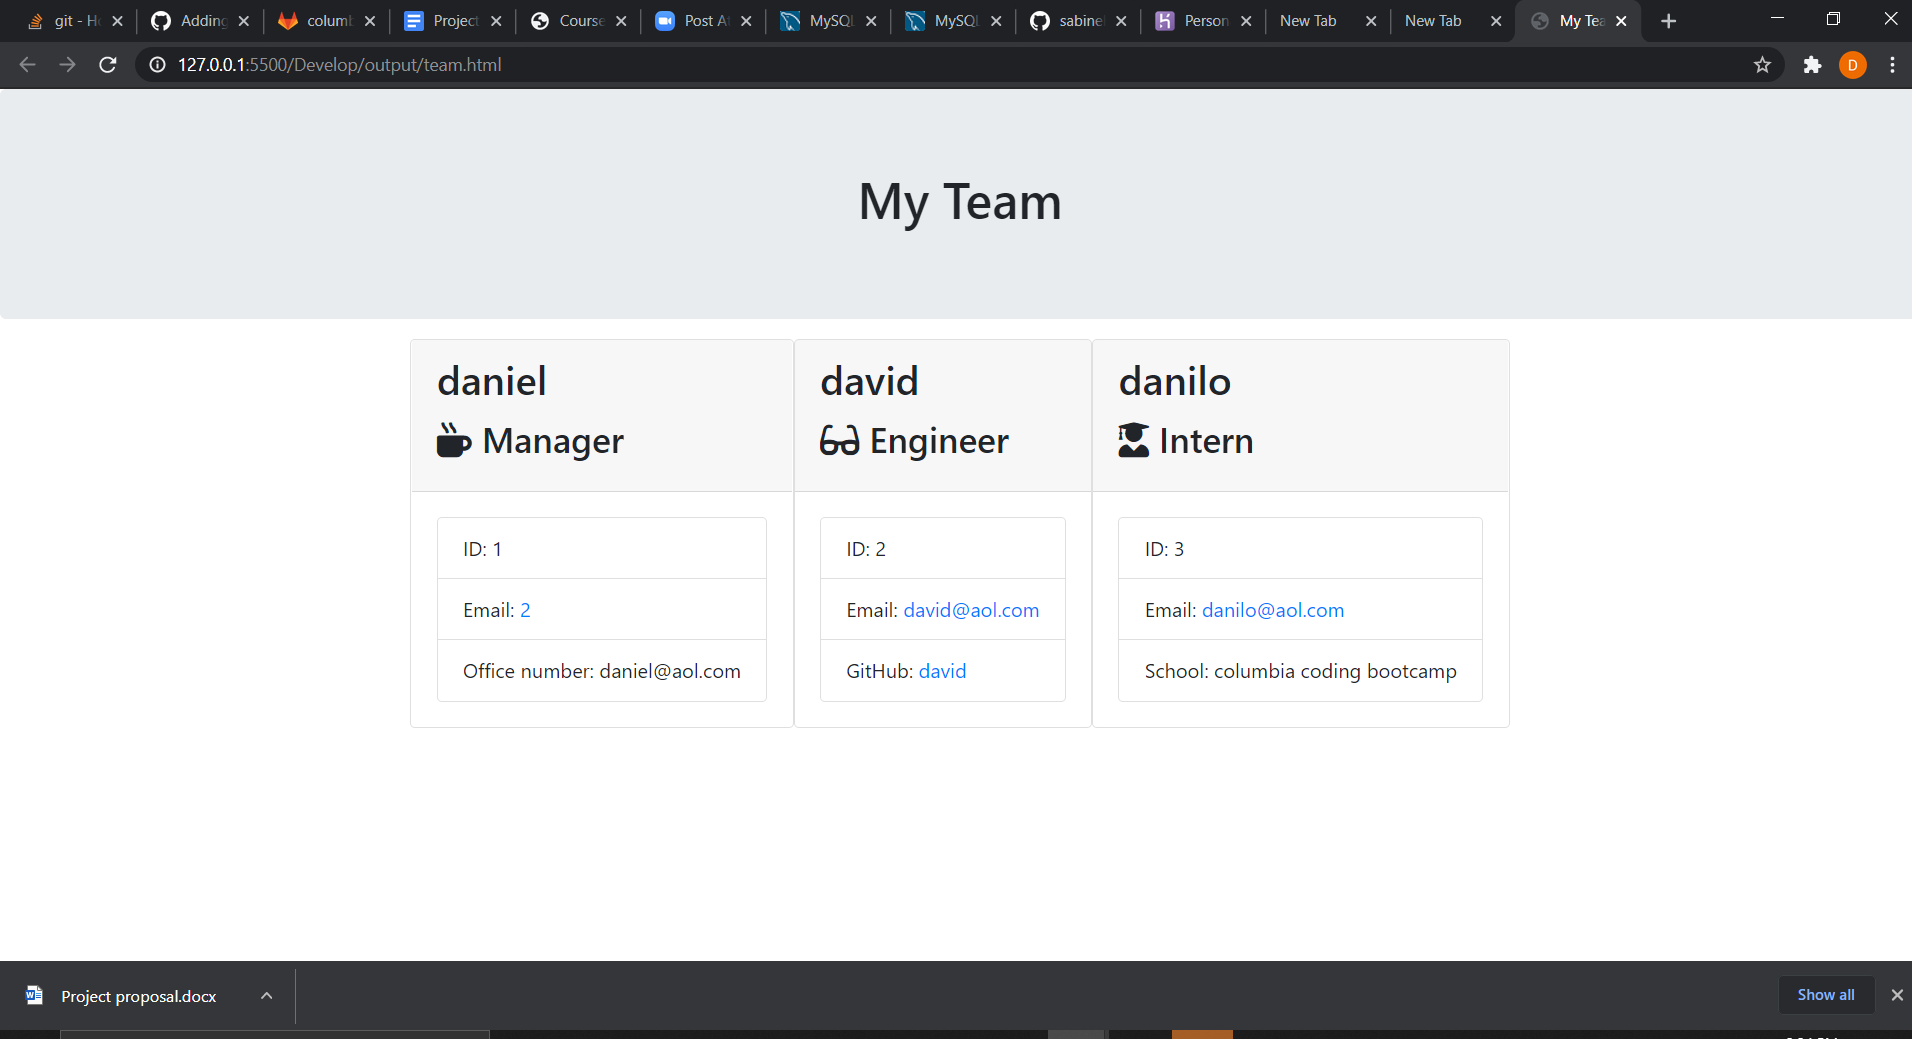 git - Ho
Adding
columb
Project
Course
Post At
MySQL
MySQL
sabinel
Person
New Tab
New Tab
My Tea
127.0.0.1:5500/Develop/output/team.html
D
My Team
daniel
Manager
ID: 1
Email: 2
Office number: daniel@aol.com
david
Engineer
ID: 2
Email: david@aol.com
GitHub: david
danilo
Intern
ID: 3
Email: danilo@aol.com
School: columbia coding bootcamp
Project proposal.docx
Show all